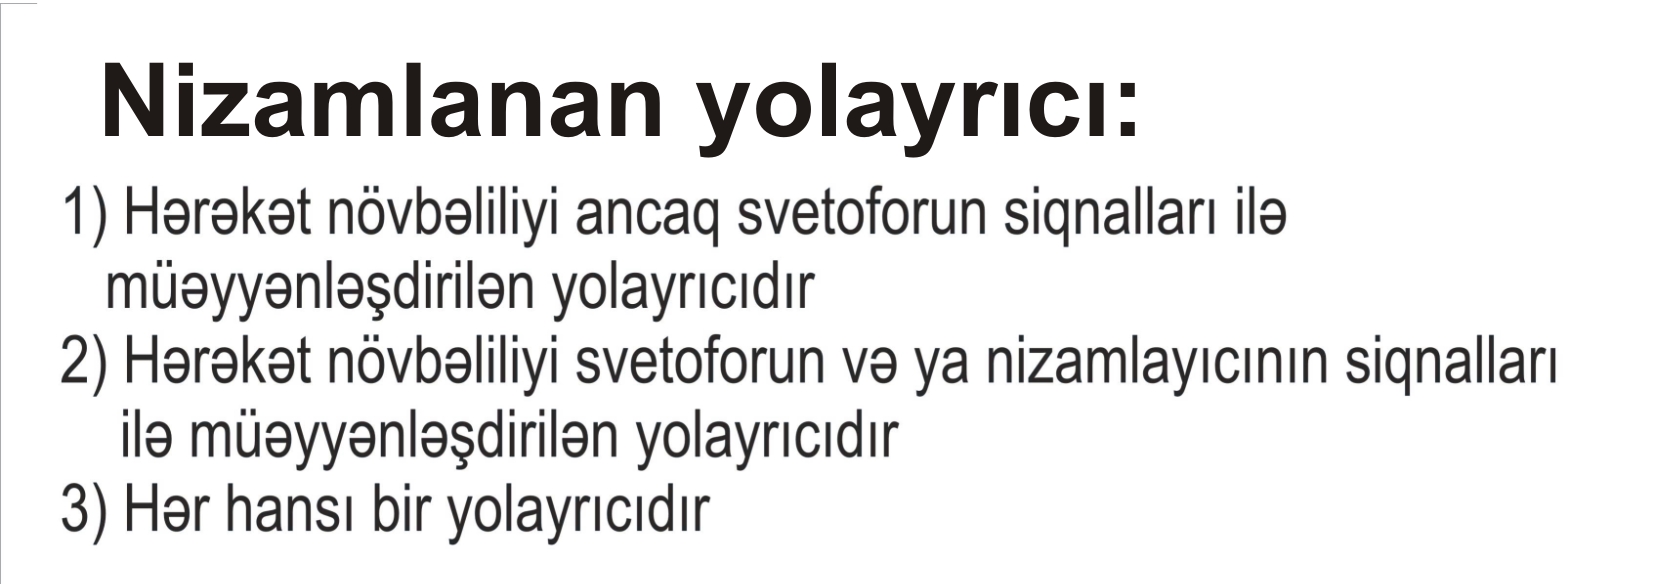 Nizamlanan yolayrıcı:
1) Hərəkət növbəliliyi ancaq svetoforun siqnalları ilə
müəyyənləşdirilən yolayrıcıdır
2) Hərəkət növbəliliyi svetoforun və ya nizamlayıcının siqnalları
ilə müəyyənləşdirilən yolayrıcıdır
3) Hər hansı bir yolayrıcıdır